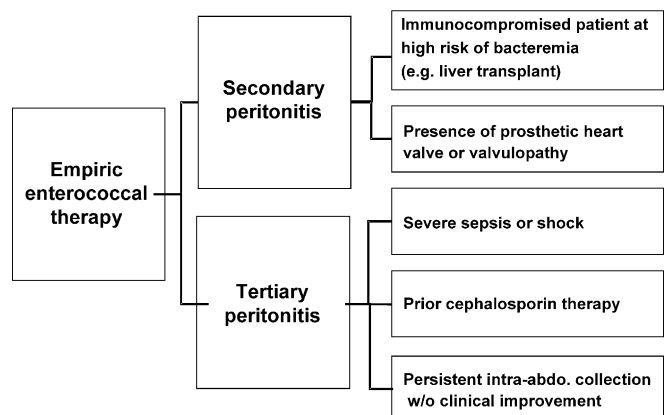 Empiric
enterococcal
therapy
Secondary
peritonitis
Immunocompromised patient at
high risk of bacteremia
(e.g. liver transplant)
Presence of prosthetic heart
valve or valvulopathy
Tertiary
peritonitis
Severe sepsis or shock
Prior cephalosporin therapy
Persistent intra-abdo. collection
w/o clinical improvement